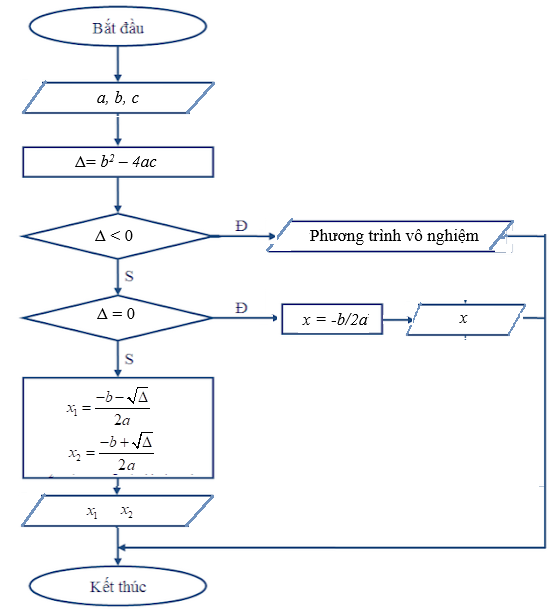 Bắt đầu
a, b, c
Δ= b² – 4ac
Δ < 0
Đ
Phương trình vô nghiệm
S
Δ = 0
Đ
x = -b/2a
x
S
x₁ = (−b − √Δ) / 2a
x₂ = (−b + √Δ) / 2a
x₁ x₂
Kết thúc